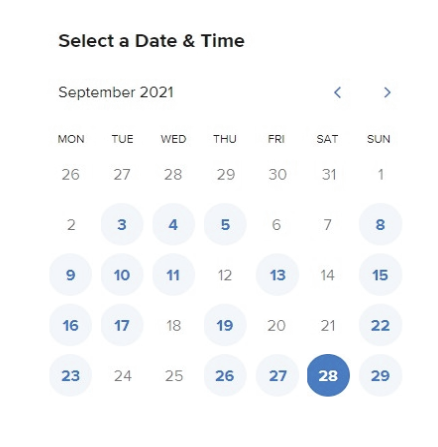 Select a Date & Time
September 2021 < >
MON TUE WED THU FRI SAT SUN
26 27 28 29 30 31 1
2 3 4 5 6 7 8
9 10 11 12 13 14 15
16 17 18 19 20 21 22
23 24 25 26 27 28 29